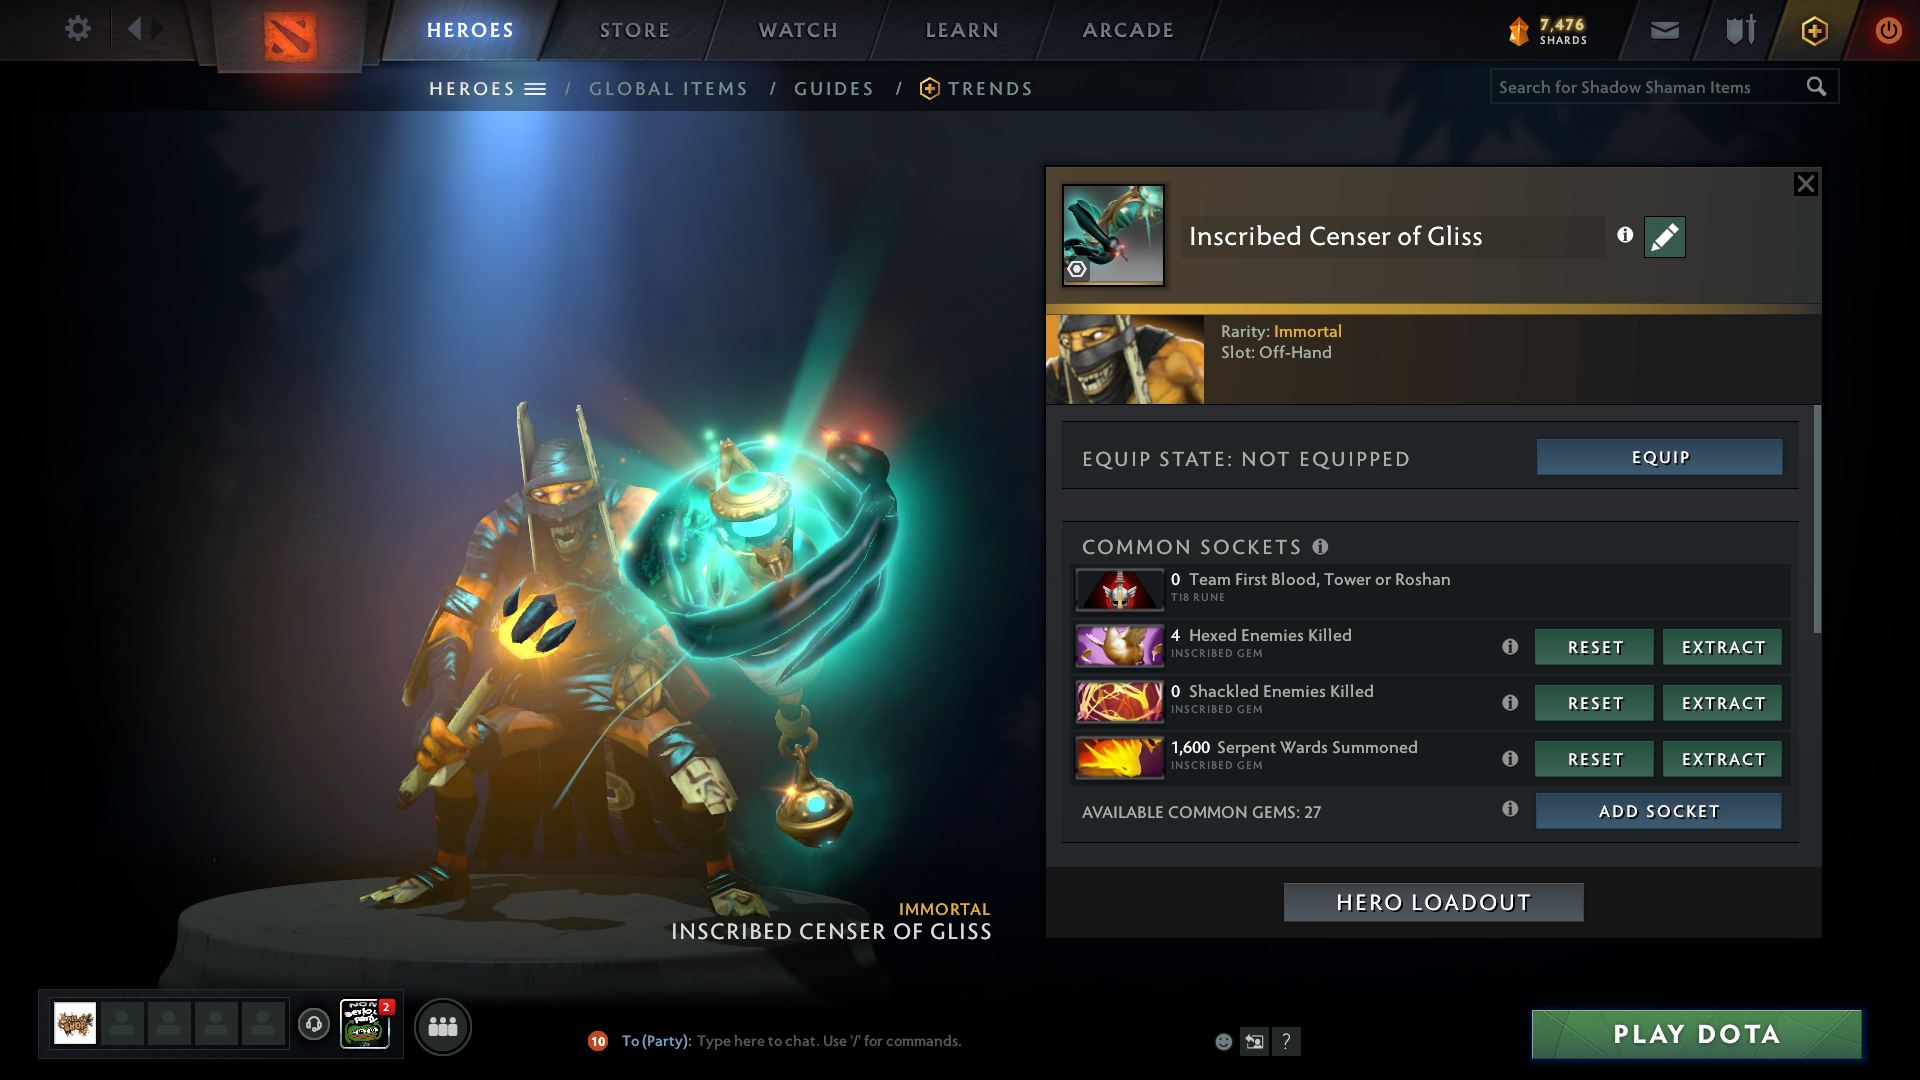 HEROES
STORE
WATCH
LEARN
ARCADE
7,476
SHARDS
HEROES / GLOBAL ITEMS / GUIDES / TRENDS
Search for Shadow Shaman Items
Inscribed Censer of Gliss
Rarity: Immortal
Slot: Off-Hand
EQUIP STATE: NOT EQUIPPED
EQUIP
COMMON SOCKETS
0 Team First Blood, Tower or Roshan
TI8 RUNE
4 Hexed Enemies Killed
INSCRIBED GEM
RESET
EXTRACT
0 Shackled Enemies Killed
INSCRIBED GEM
RESET
EXTRACT
1,600 Serpent Wards Summoned
INSCRIBED GEM
RESET
EXTRACT
AVAILABLE COMMON GEMS: 27
ADD SOCKET
HERO LOADOUT
IMMORTAL
INSCRIBED CENSER OF GLISS
2
10
To (Party): Type here to chat. Use '/' for commands.
?
PLAY DOTA